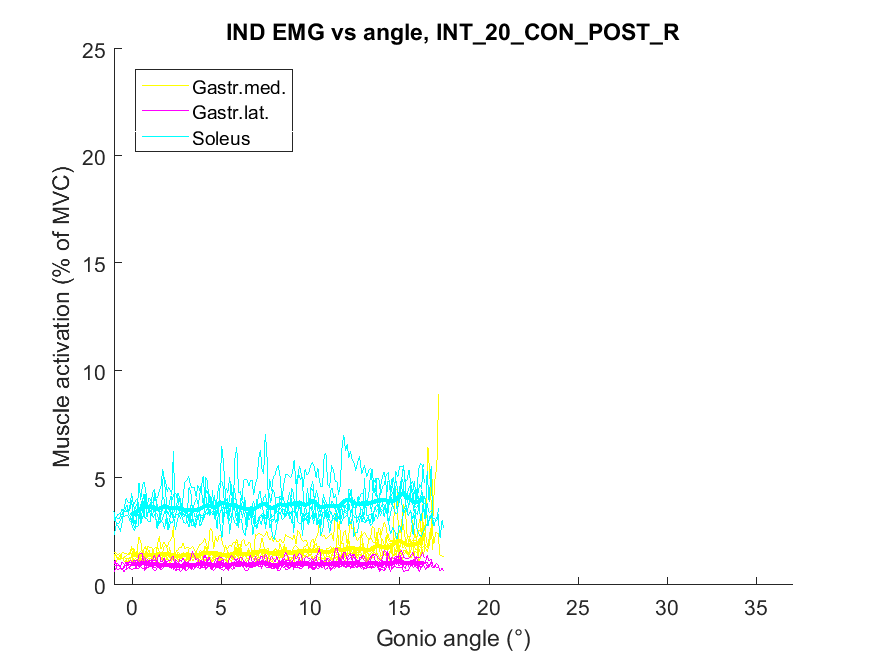 IND EMG vs angle, INT_20_CON_POST_R
Muscle activation (% of MVC)
25
20
15
10
5
0
Gastr.med.
Gastr.lat.
Soleus
0 5 10 15 20 25 30 35
Gonio angle (°)